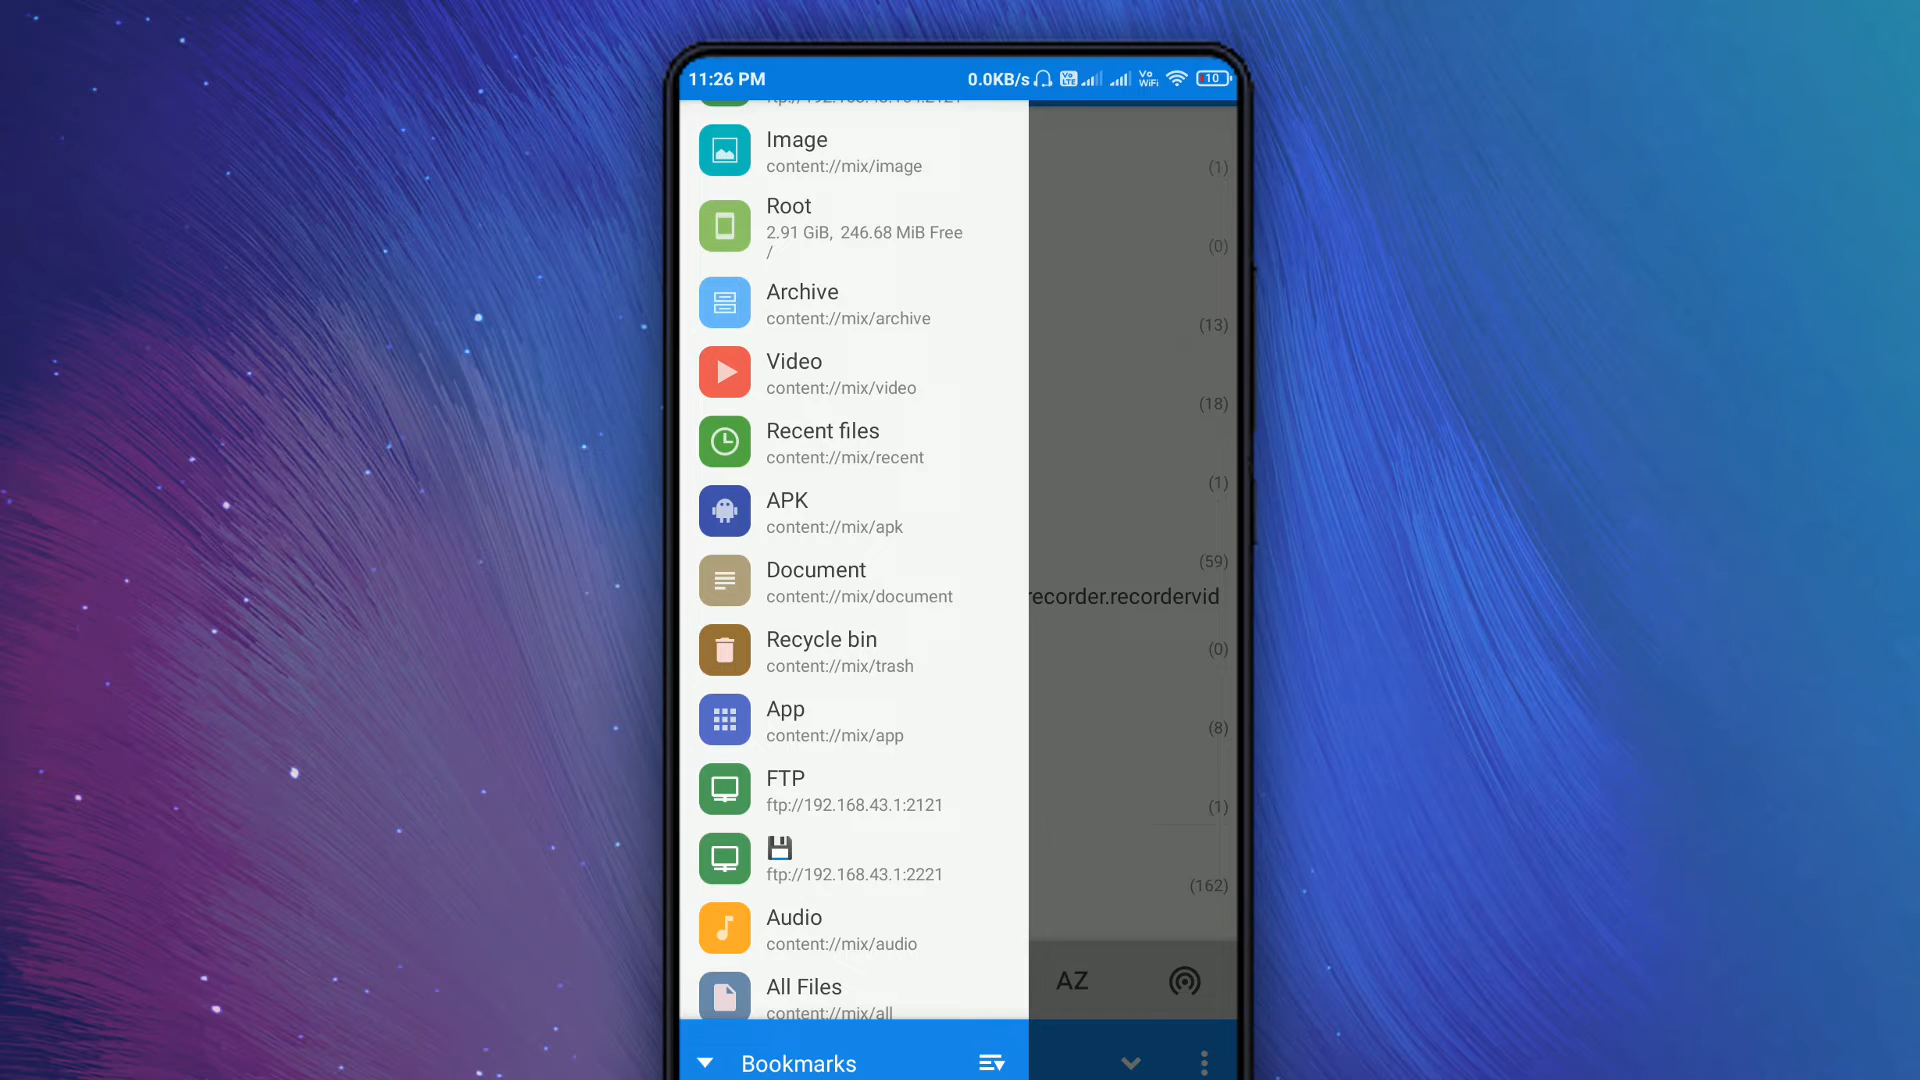 11:26 PM 0.0KB/s Vo LTE Vo WiFi 10
Image
content://mix/image
(1)
Root
2.91 GiB, 246.68 MiB Free
/
(0)
Archive
content://mix/archive
(13)
Video
content://mix/video
(18)
Recent files
content://mix/recent
(1)
APK
content://mix/apk
(59)
Document
content://mix/document
recorder.recordervid
Recycle bin
content://mix/trash
(0)
App
content://mix/app
(8)
FTP
ftp://192.168.43.1:2121
(1)
ftp://192.168.43.1:2221
(162)
Audio
content://mix/audio
All Files
content://mix/all
AZ
Bookmarks